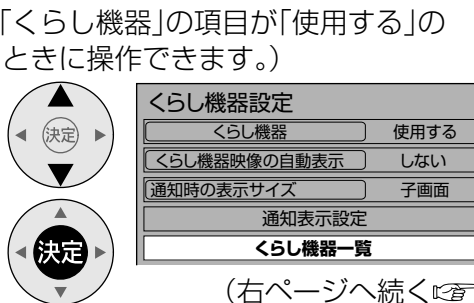 「くらし機器」の項目が「使用する」の
ときに操作できます。）
決定
くらし機器設定
くらし機器 使用する
くらし機器映像の自動表示 しない
通知時の表示サイズ 子画面
通知表示設定
くらし機器一覧
決定
（右ページへ続く☞